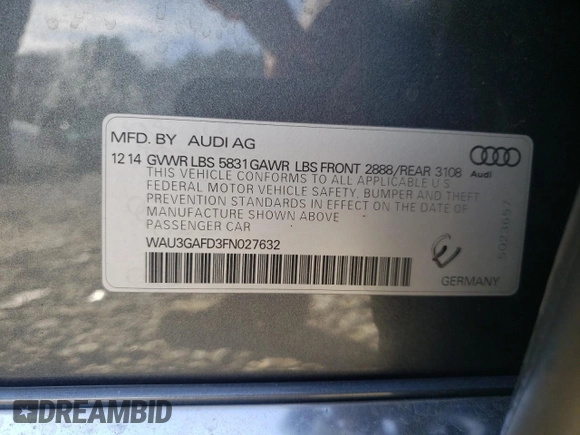 MFD. BY AUDI AG
12 14 GVWR LBS 5831 GAWR LBS FRONT 2888/REAR 3108
THIS VEHICLE CONFORMS TO ALL APPLICABLE U S
FEDERAL MOTOR VEHICLE SAFETY, BUMPER AND THEFT
PREVENTION STANDARDS IN EFFECT ON THE DATE OF
MANUFACTURE SHOWN ABOVE
PASSENGER CAR
WAU3GAFD3FN027632
Audi
5023657
GERMANY
DREAMBID